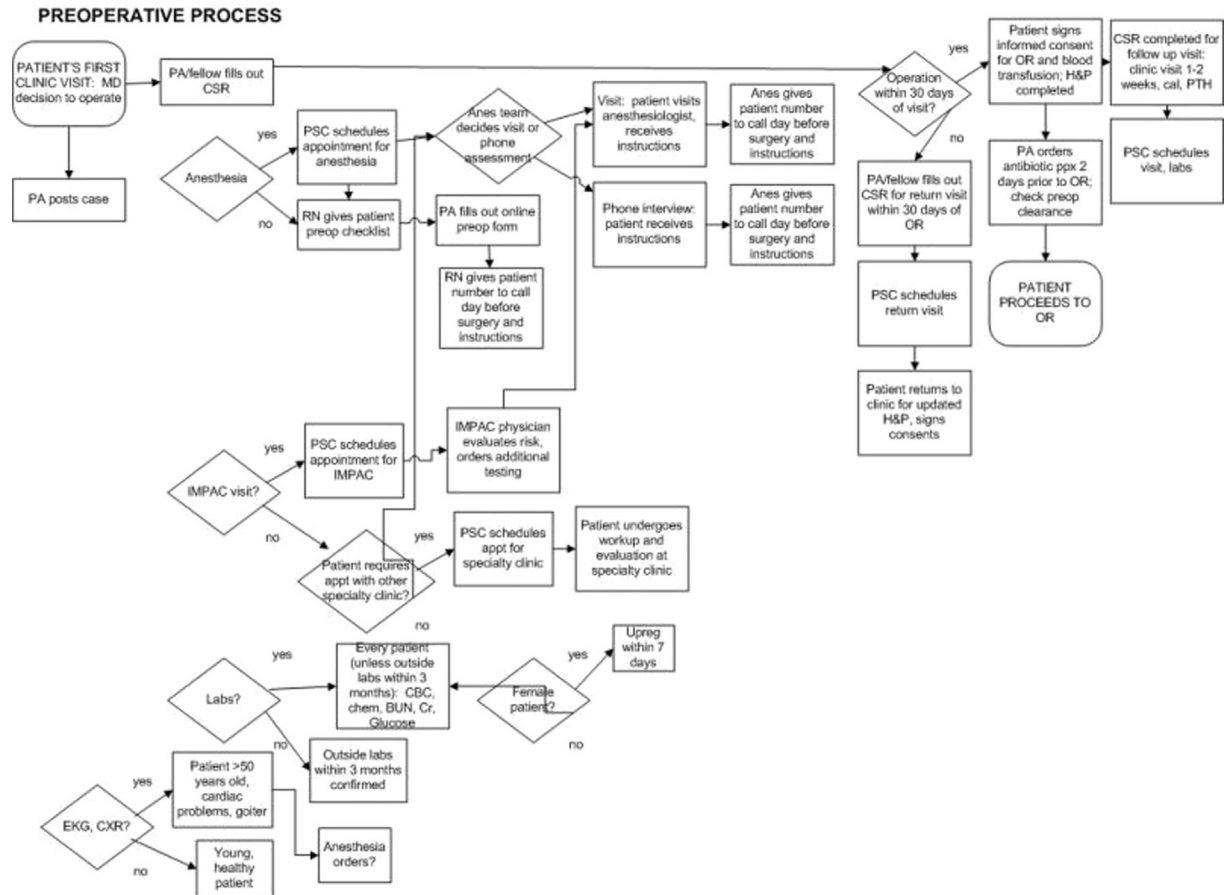 PREOPERATIVE PROCESS
PATIENT'S FIRST
CLINIC VISIT: MD
decision to operate
PA/fellow fills out
CSR
PA posts case
Anesthesia
yes
no
PSC schedules
appointment for
anesthesia
RN gives patient
preop checklist
PA fills out online
preop form
RN gives patient
number to call
day before
surgery and
instructions
Anes team
decides visit or
phone
assessment
Visit: patient visits
anesthesiologist,
receives
instructions
Anes gives
patient number
to call day before
surgery and
instructions
Phone interview:
patient receives
instructions
Anes gives
patient number
to call day before
surgery and
instructions
Operation
within 30 days
of visit?
yes
no
Patient signs
informed consent
for OR and blood
transfusion; H&P
completed
CSR completed for
follow up visit:
clinic visit 1-2
weeks, cal, PTH
PSC schedules
visit, labs
PA orders
antibiotic ppx 2
days prior to OR;
check preop
clearance
PATIENT
PROCEEDS TO
OR
PA/fellow fills out
CSR for return visit
within 30 days of
OR
PSC schedules
return visit
Patient returns to
clinic for updated
H&P, signs
consents
IMPAC visit?
yes
no
PSC schedules
appointment for
IMPAC
IMPAC physician
evaluates risk,
orders additional
testing
Patient requires
appt with other
specialty clinic?
yes
no
PSC schedules
appt for
specialty clinic
Patient undergoes
workup and
evaluation at
specialty clinic
Labs?
yes
no
Every patient
(unless outside
labs within 3
months): CBC,
chem, BUN, Cr,
Glucose
Outside labs
within 3 months
confirmed
Female
patient?
yes
no
Upreg
within 7
days
EKG, CXR?
yes
no
Patient >50
years old,
cardiac
problems, goiter
Young,
healthy
patient
Anesthesia
orders?